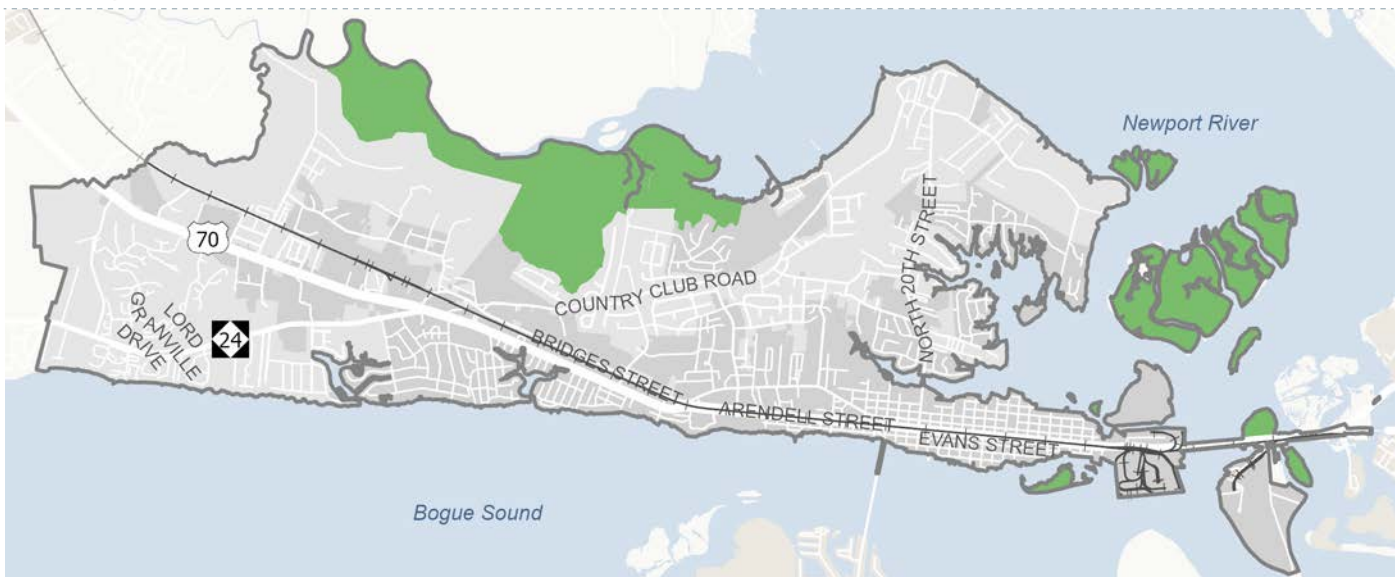 Newport River
70
NORTH 20TH STREET
COUNTRY CLUB ROAD
LORD
GRANVILLE
DRIVE
24
BRIDGES STREET
ARENDELL STREET
EVANS STREET
Bogue Sound